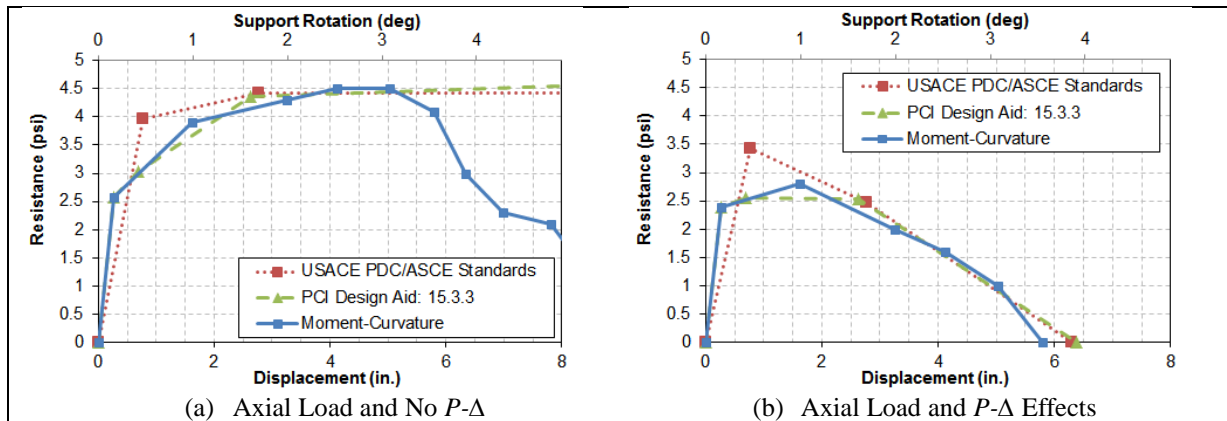 Support Rotation (deg)
0 1 2 3 4
5
4.5
4
3.5
3
2.5
2
1.5
1
0.5
0
Resistance (psi)
USACE PDC/ASCE Standards
PCI Design Aid: 15.3.3
Moment-Curvature
0 2 4 6 8
Displacement (in.)
(a) Axial Load and No P-Δ
Support Rotation (deg)
0 1 2 3 4
5
4.5
4
3.5
3
2.5
2
1.5
1
0.5
0
Resistance (psi)
USACE PDC/ASCE Standards
PCI Design Aid: 15.3.3
Moment-Curvature
0 2 4 6 8
Displacement (in.)
(b) Axial Load and P-Δ Effects